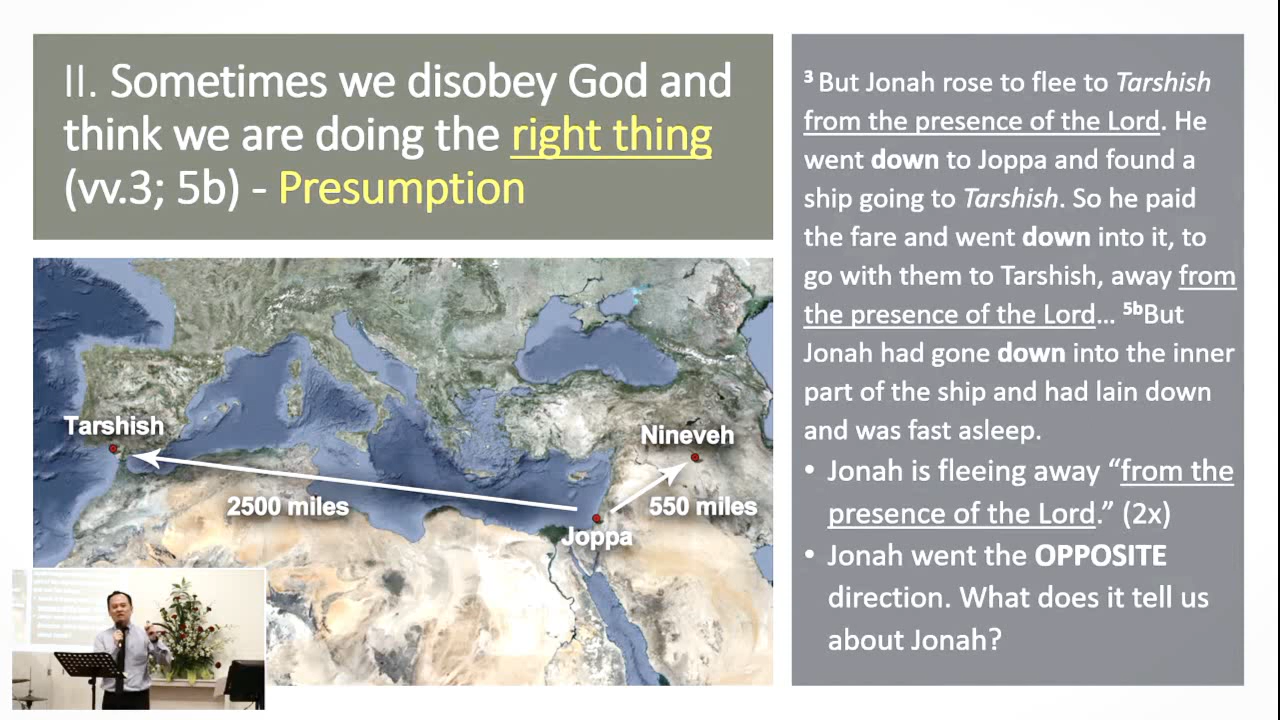 II. Sometimes we disobey God and
think we are doing the right thing
(vv.3; 5b) - Presumption
Tarshish
2500 miles
Nineveh
550 miles
Joppa
3 But Jonah rose to flee to Tarshish
from the presence of the Lord. He
went down to Joppa and found a
ship going to Tarshish. So he paid
the fare and went down into it, to
go with them to Tarshish, away from
the presence of the Lord... 5bBut
Jonah had gone down into the inner
part of the ship and had lain down
and was fast asleep.
• Jonah is fleeing away “from the
presence of the Lord.” (2x)
• Jonah went the OPPOSITE
direction. What does it tell us
about Jonah?